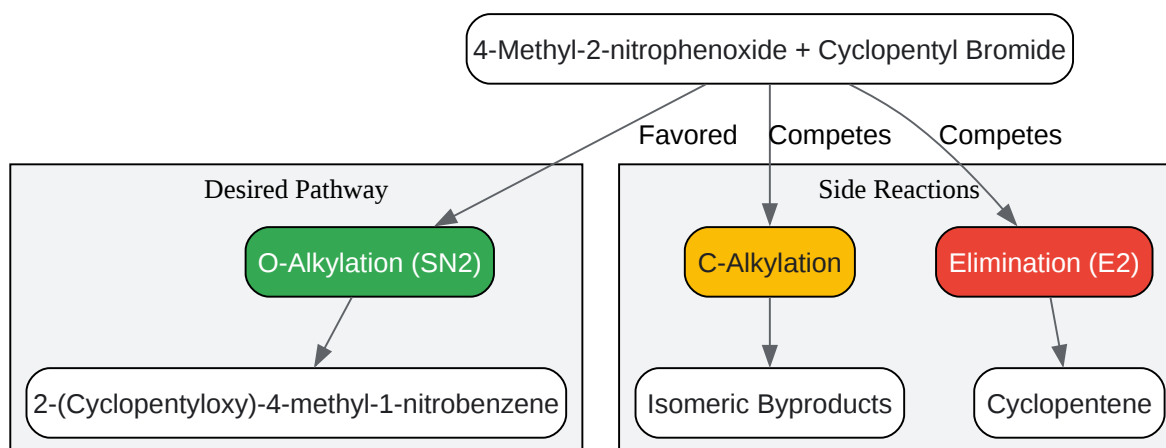 4-Methyl-2-nitrophenoxide + Cyclopentyl Bromide
Favored
Competes
Competes
Desired Pathway
Side Reactions
O-Alkylation (SN2)
C-Alkylation
Elimination (E2)
2-(Cyclopentyloxy)-4-methyl-1-nitrobenzene
Isomeric Byproducts
Cyclopentene